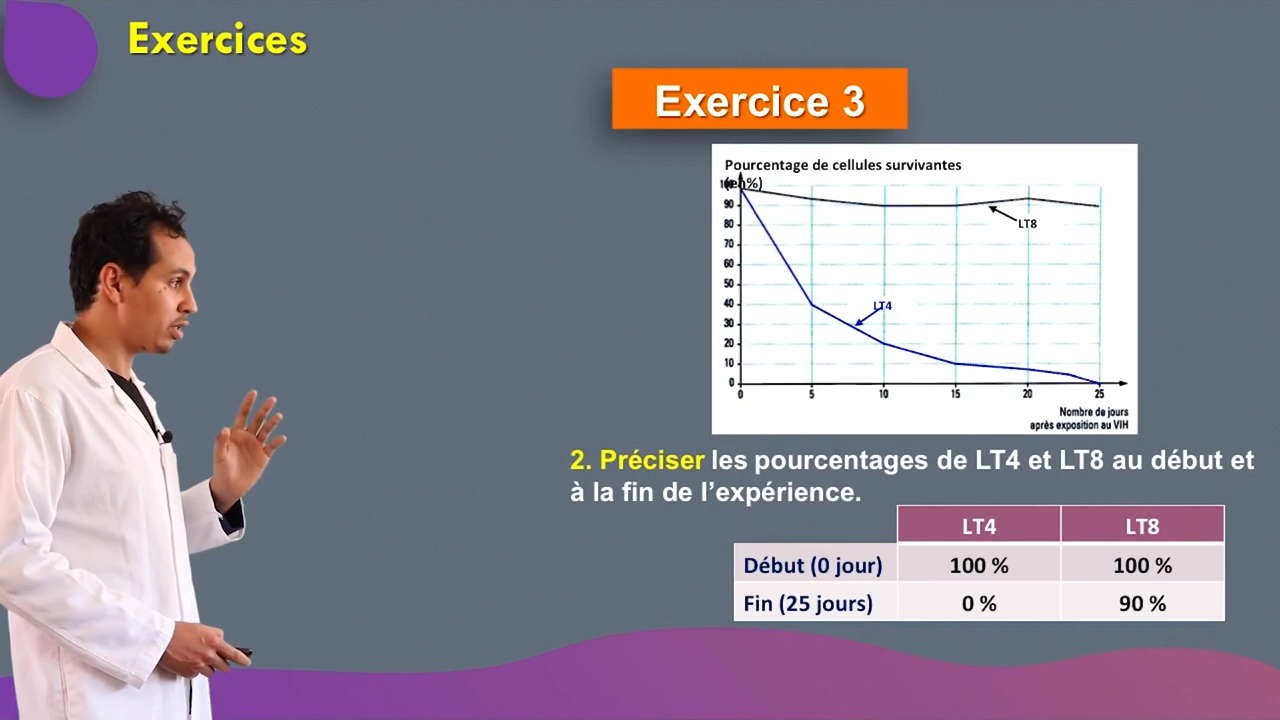 Exercices
Exercice 3
Pourcentage de cellules survivantes
(en%)
100
90
80
70
60
50
40
30
20
10
0
LT8
LT4
0 5 10 15 20 25
Nombre de jours
après exposition au VIH
2. Préciser les pourcentages de LT4 et LT8 au début et
à la fin de l’expérience.
LT4 LT8
Début (0 jour) 100 % 100 %
Fin (25 jours) 0 % 90 %